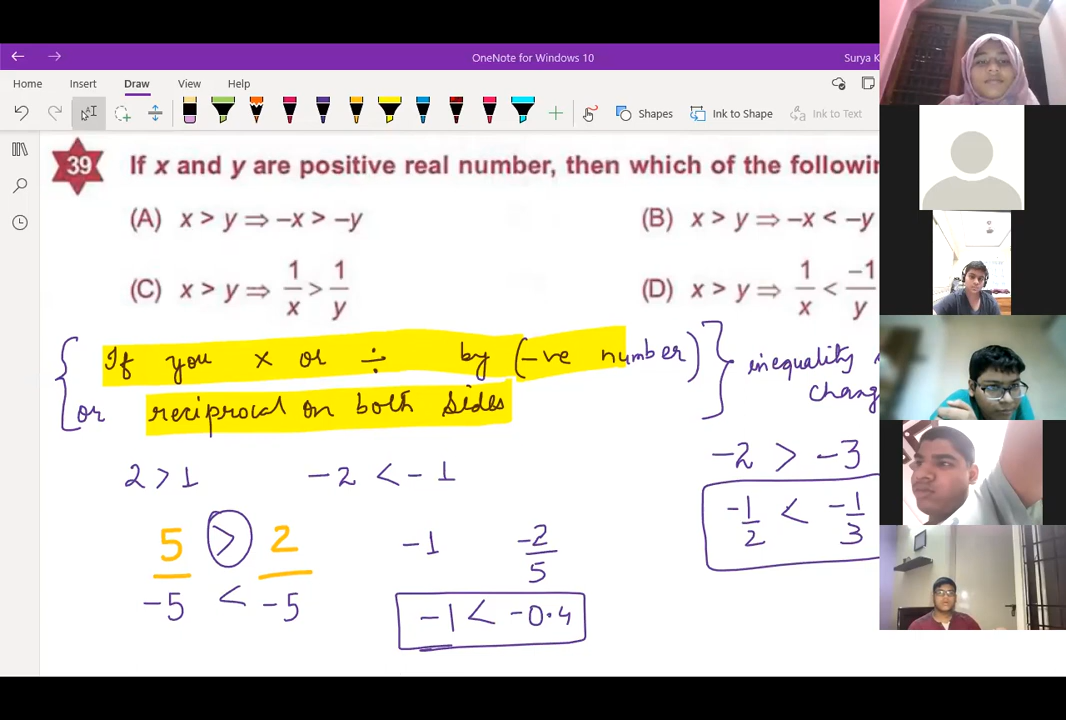 OneNote for Windows 10
Surya K
Home Insert Draw View Help
Shapes Ink to Shape Ink to Text
39 If x and y are positive real number, then which of the followin
(A) x > y ⇒ –x > –y (B) x > y ⇒ –x < –y
(C) x > y ⇒ 1/x > 1/y (D) x > y ⇒ 1/x < –1/y
{ If you x or ÷ by (-ve number) } inequality
or reciprocal on both sides chang
2 > 1 -2 < -1 -2 > -3
-1/2 < -1/3
5 > 2 -1 -2/5
-5 < -5 -1 < -0.4